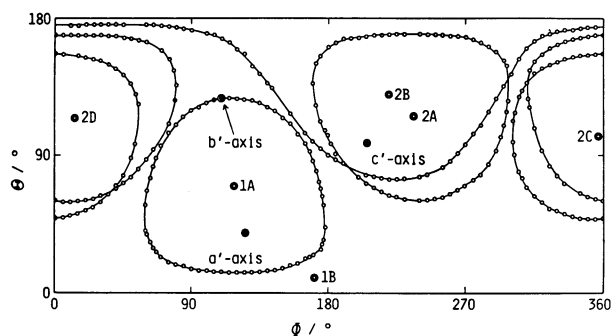 180
2D
2B
2A
b′-axis
c′-axis
2C
90
Θ / °
1A
a′-axis
1B
0
0 90 180 270 360
Φ / °